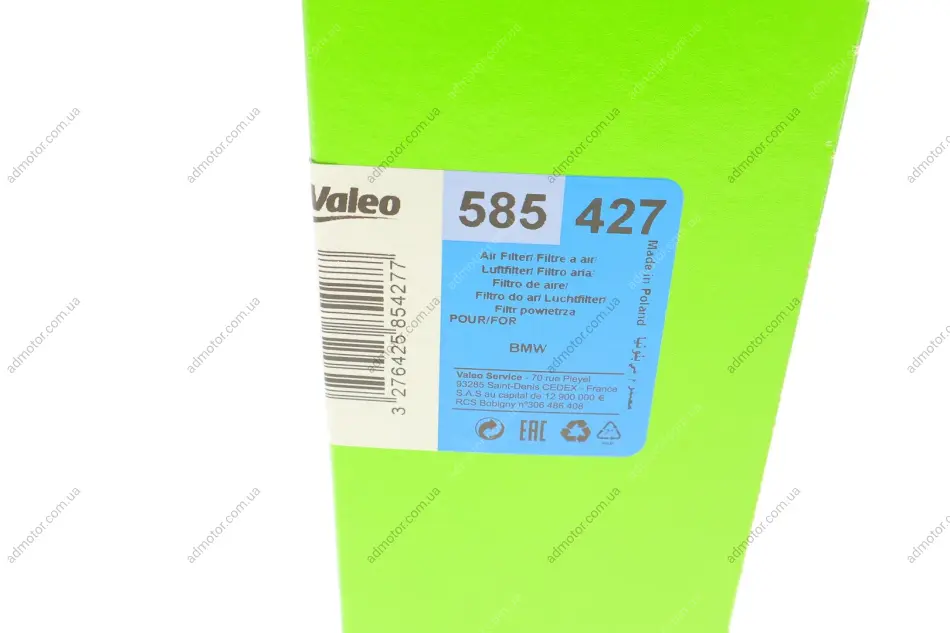 Valeo
585 427
Air Filter/ Filtre a air/
Luftfilter/ Filtro aria/
Filtro de aire/
Filtro do ar/ Luchtfilter/
Filtr powietrza
POUR/FOR
BMW
Valeo Service - 70 rue Pleyel
93285 Saint-Denis CEDEX - France
S.A.S au capital de 12 900 000 €
RCS Bobigny n°306 486 408
EAC
Made in Poland
3 276425 854277
admotor.com.ua